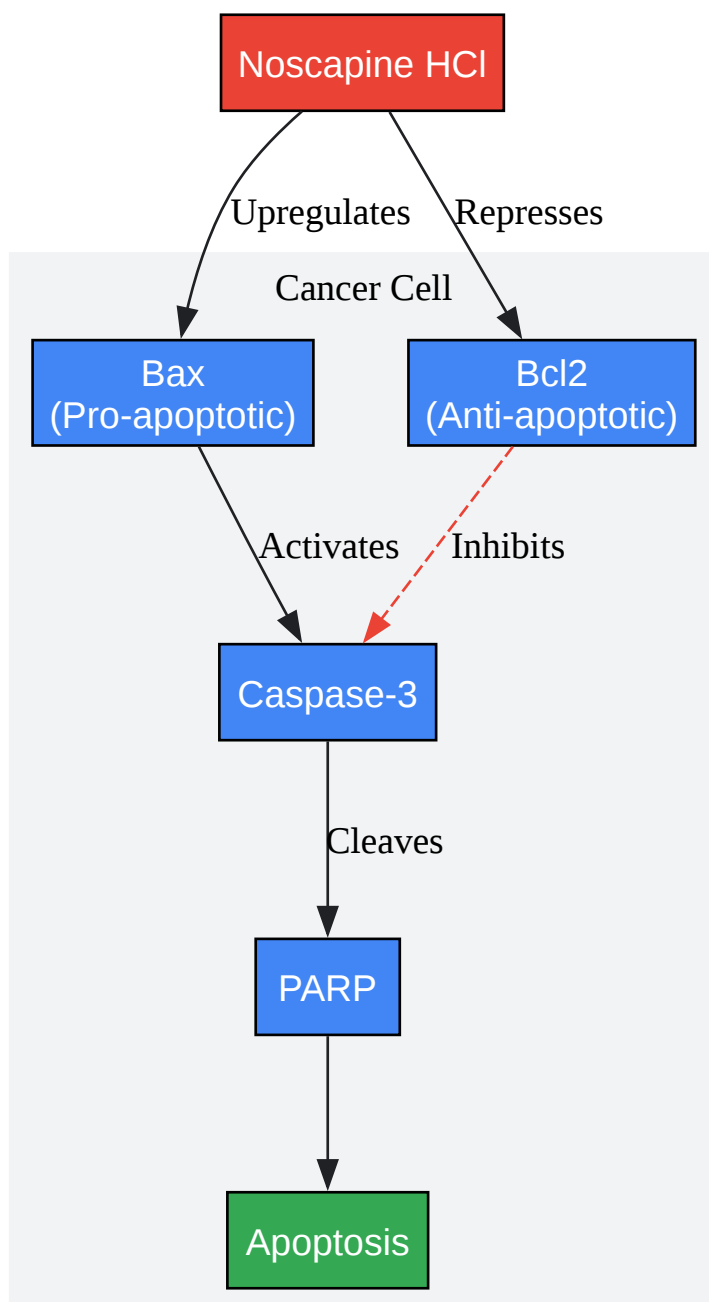 Noscapine HCl
Upregulates
Represses
Cancer Cell
Bax
(Pro-apoptotic)
Bcl2
(Anti-apoptotic)
Activates
Inhibits
Caspase-3
Cleaves
PARP
Apoptosis